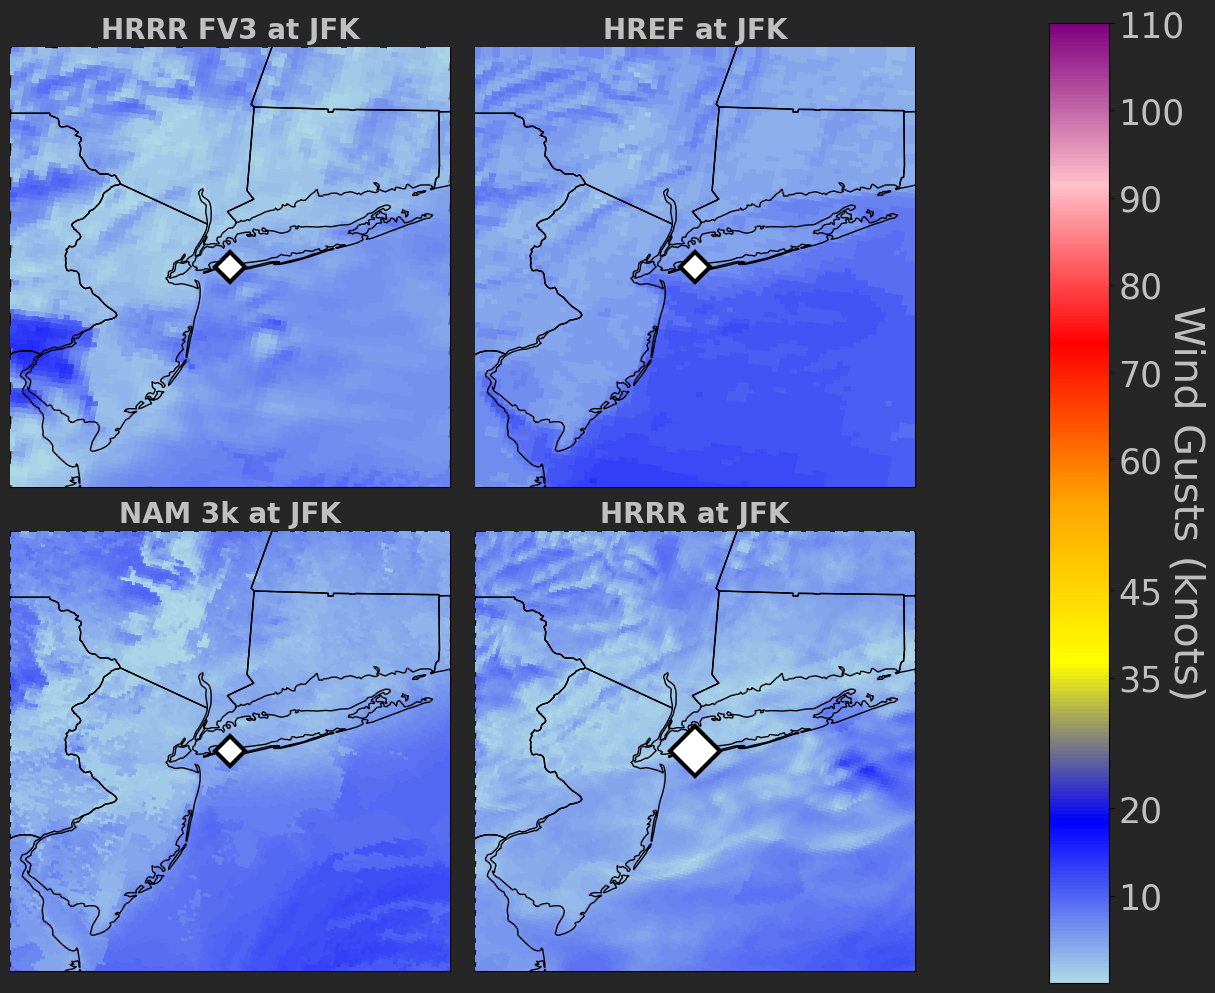 HRRR FV3 at JFK
HREF at JFK
NAM 3k at JFK
HRRR at JFK
110
100
90
80
70
60
45
35
20
10
Wind Gusts (knots)